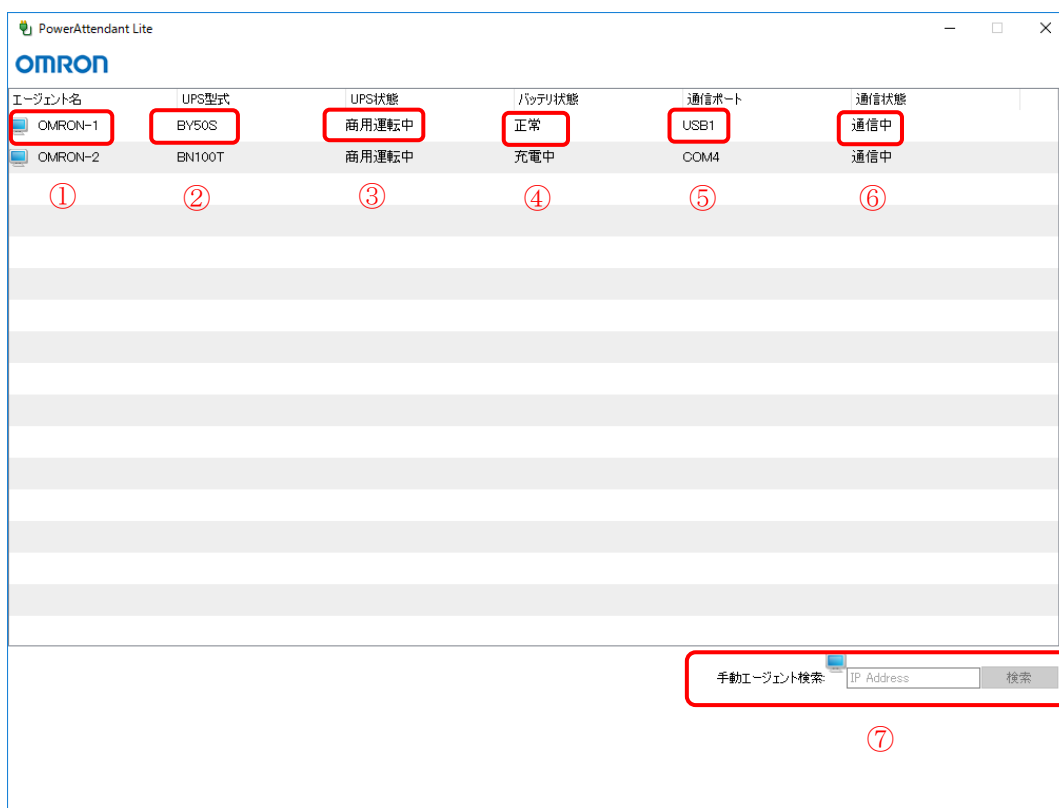 PowerAttendant Lite
OMRON
エージェント名 UPS型式 UPS状態 バッテリ状態 通信ポート 通信状態
OMRON-1 BY50S 商用運転中 正常 USB1 通信中
OMRON-2 BN100T 商用運転中 充電中 COM4 通信中
① ② ③ ④ ⑤ ⑥
手動エージェント検索: IP Address 検索
⑦